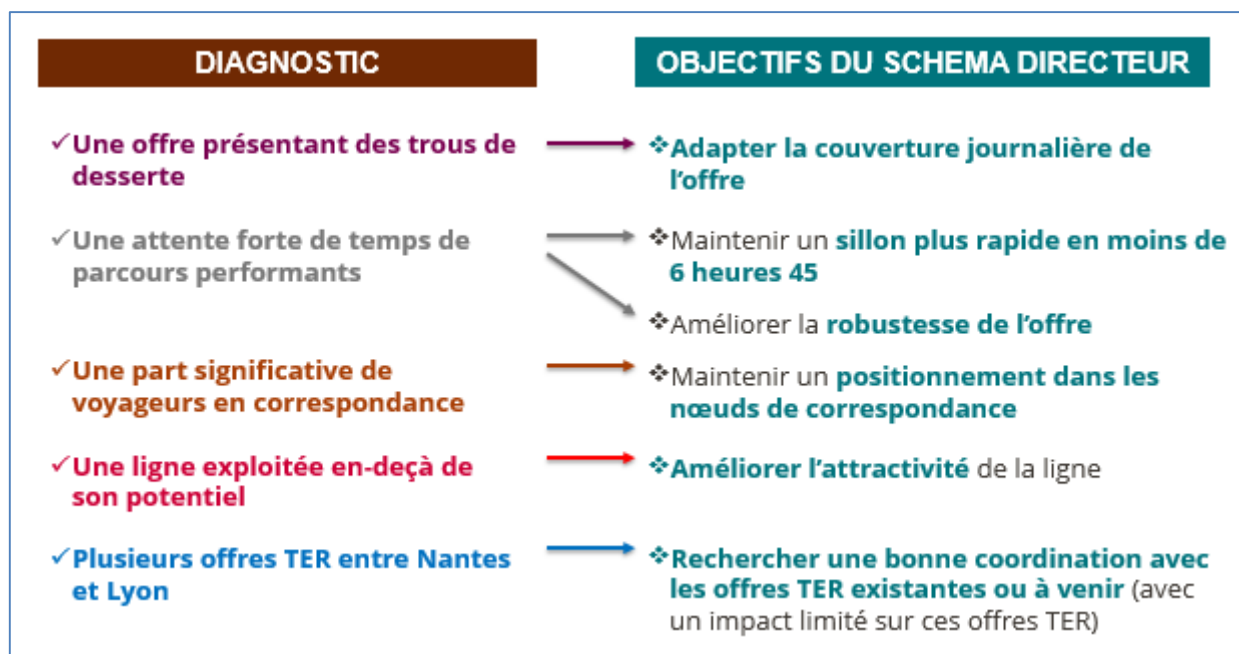 DIAGNOSTIC
OBJECTIFS DU SCHEMA DIRECTEUR
✓Une offre présentant des trous de
desserte
❖Adapter la couverture journalière de
l'offre
✓Une attente forte de temps de
parcours performants
❖Maintenir un sillon plus rapide en moins de
6 heures 45
❖Améliorer la robustesse de l'offre
✓Une part significative de
voyageurs en correspondance
❖Maintenir un positionnement dans les
nœuds de correspondance
✓Une ligne exploitée en-deçà de
son potentiel
❖Améliorer l'attractivité de la ligne
✓Plusieurs offres TER entre Nantes
et Lyon
❖Rechercher une bonne coordination avec
les offres TER existantes ou à venir (avec
un impact limité sur ces offres TER)